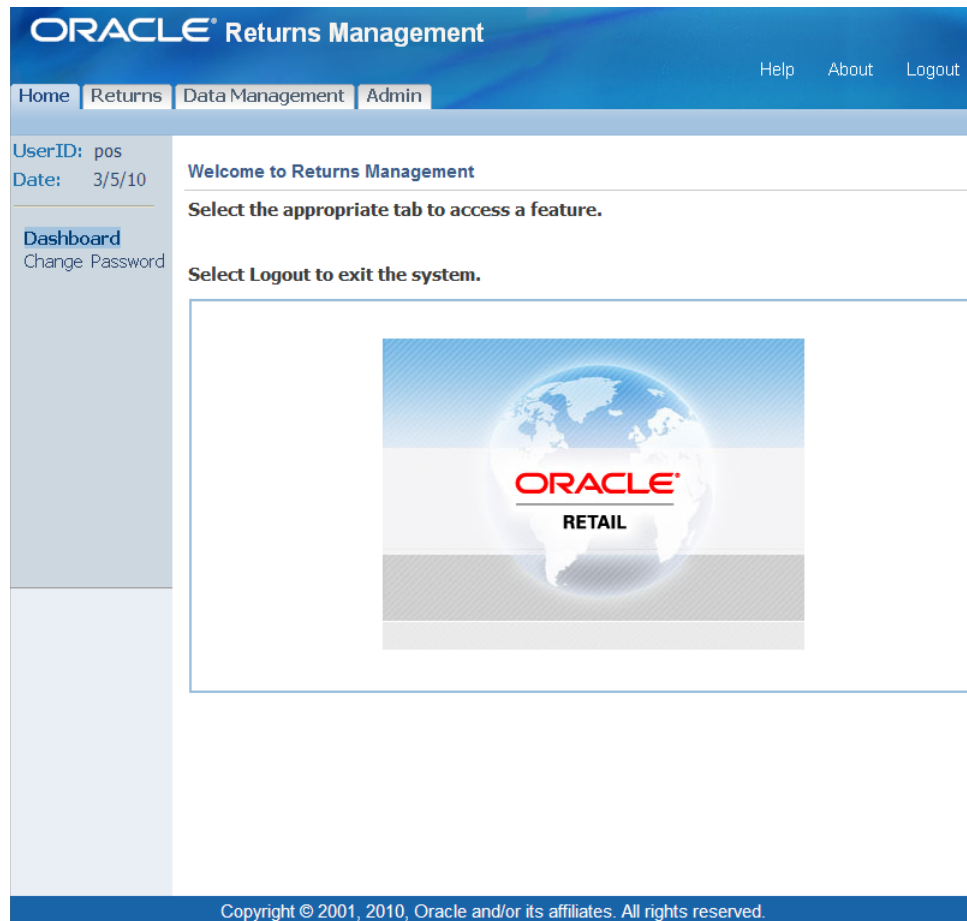 ORACLE® Returns Management
Help About Logout
Home Returns Data Management Admin
UserID: pos
Date: 3/5/10
Dashboard
Change Password
Welcome to Returns Management
Select the appropriate tab to access a feature.
Select Logout to exit the system.
ORACLE®
RETAIL
Copyright © 2001, 2010, Oracle and/or its affiliates. All rights reserved.